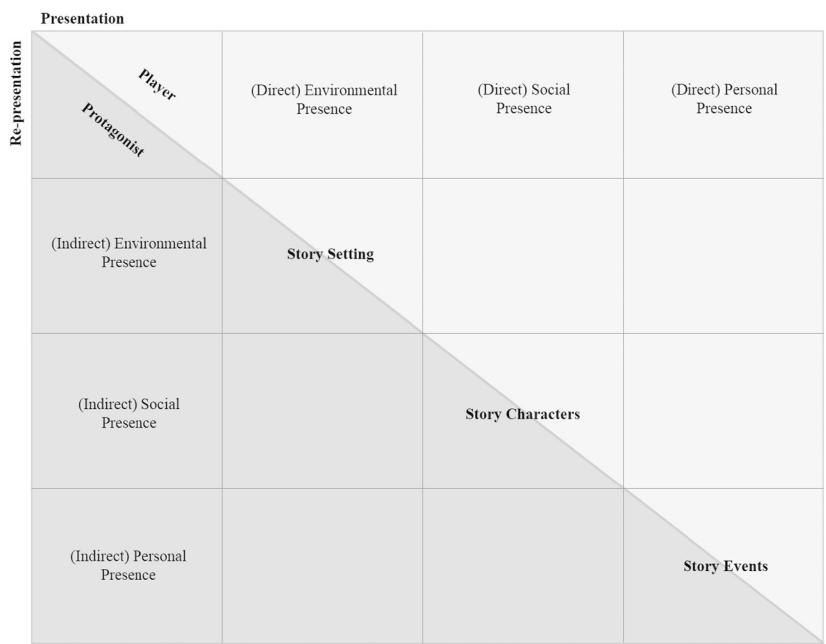 Presentation
Re-presentation
Player
Protagonist
(Direct) Environmental
Presence
(Direct) Social
Presence
(Direct) Personal
Presence
(Indirect) Environmental
Presence
Story Setting
(Indirect) Social
Presence
Story Characters
(Indirect) Personal
Presence
Story Events